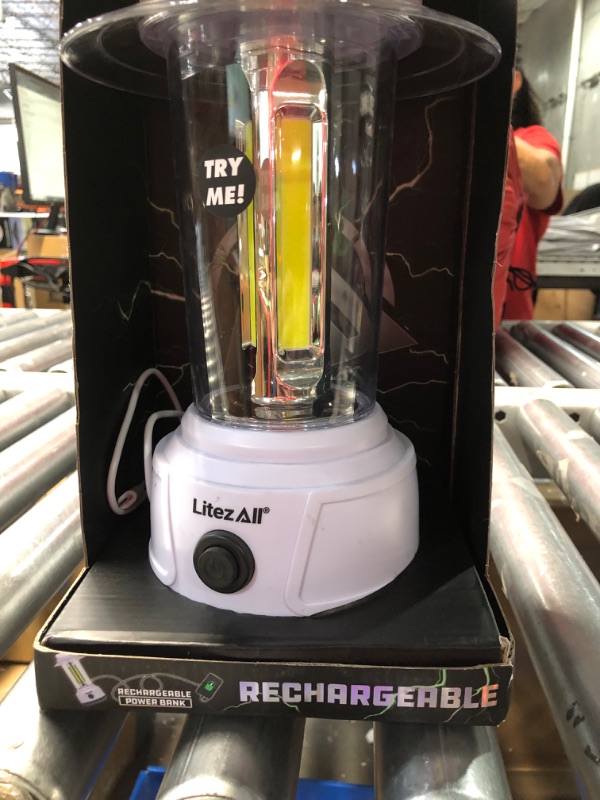 TRY
ME!
LitezAll®
RECHARGEABLE
POWER BANK
RECHARGEABLE